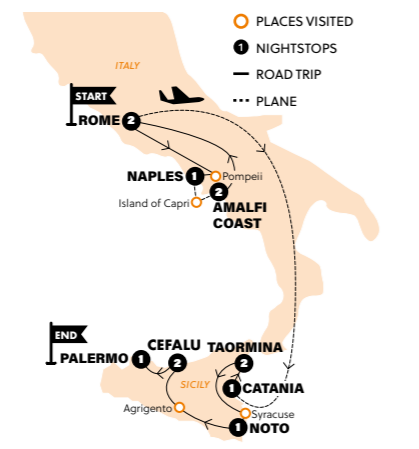 PLACES VISITED
1 NIGHTSTOPS
ROAD TRIP
PLANE
ITALY
START
ROME 2
NAPLES 1
Pompeii
Island of Capri
2
AMALFI
COAST
END
PALERMO 1
CEFALU
2
TAORMINA
2
SICILY
1 CATANIA
Agrigento
Syracuse
1 NOTO